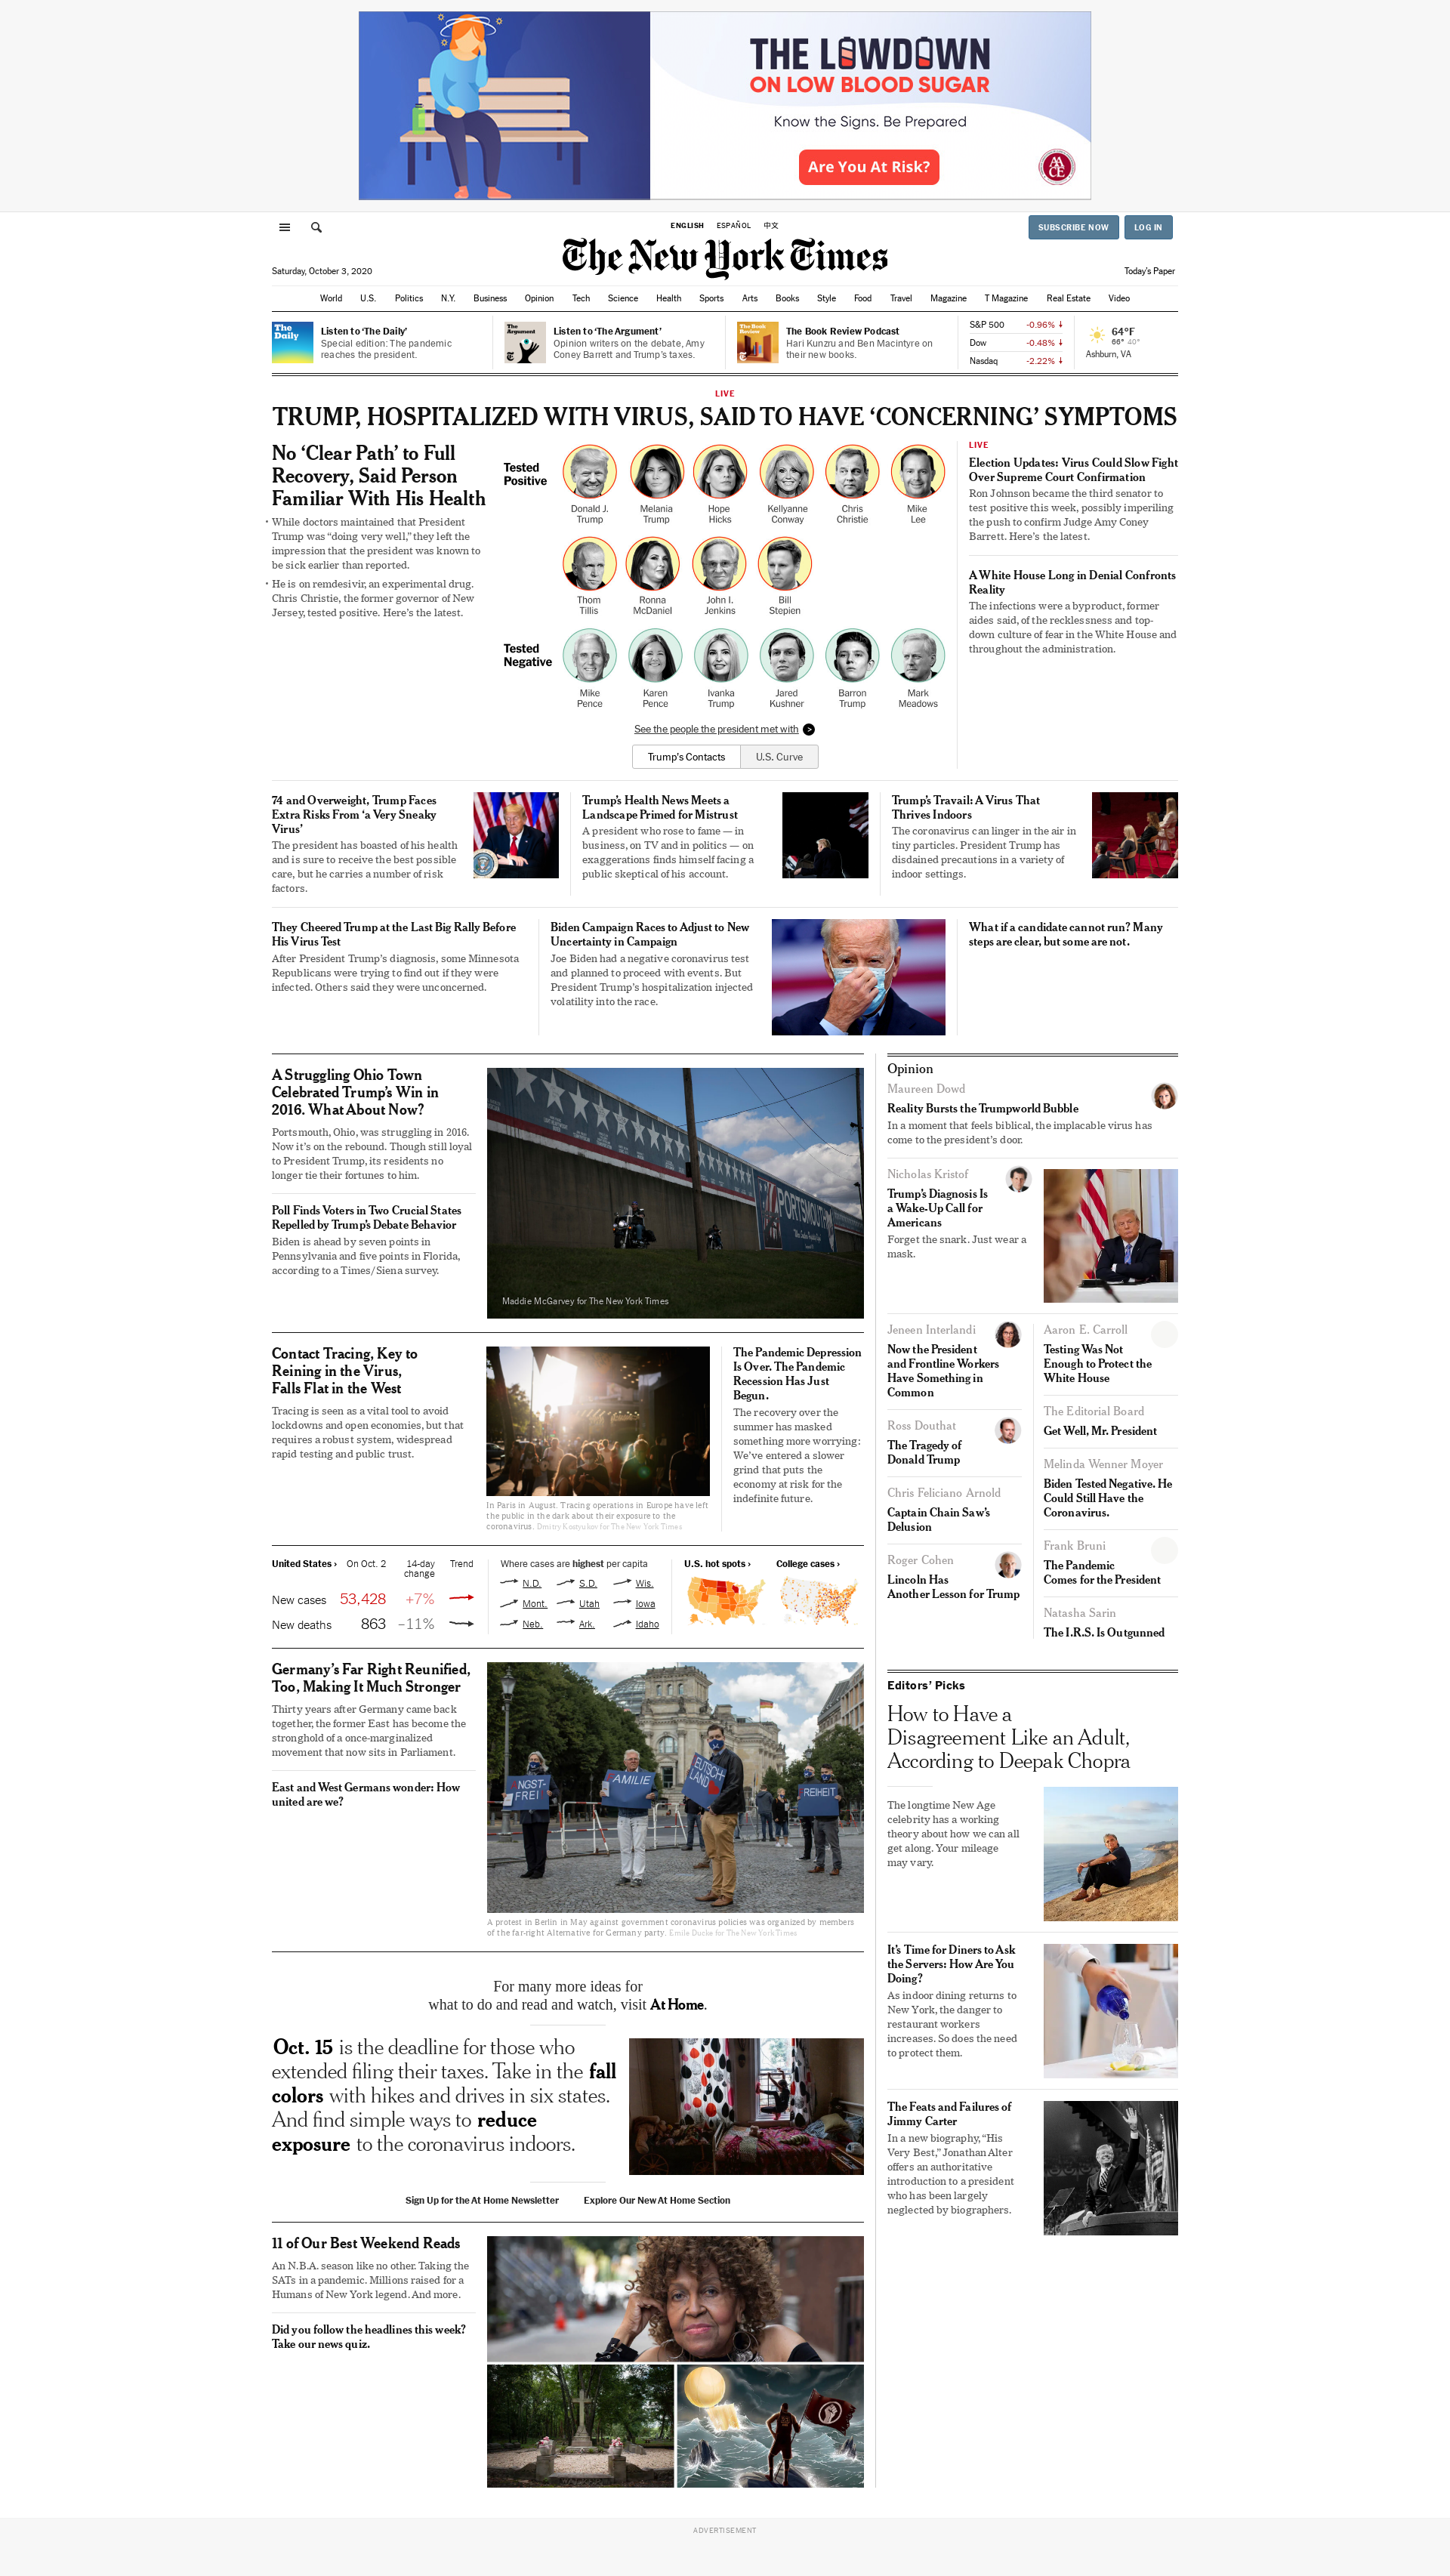 THE LOWDOWN
ON LOW BLOOD SUGAR
Know the Signs. Be Prepared
Are You At Risk?
AACE
ENGLISH ESPAÑOL 中文
SUBSCRIBE NOW LOG IN
The New York Times
Saturday, October 3, 2020
Today's Paper
World U.S. Politics N.Y. Business Opinion Tech Science Health Sports Arts Books Style Food Travel Magazine T Magazine Real Estate Video
The Daily
Listen to ‘The Daily’
Special edition: The pandemic
reaches the president.
The Argument
Listen to ‘The Argument’
Opinion writers on the debate, Amy
Coney Barrett and Trump’s taxes.
The Book Review
The Book Review Podcast
Hari Kunzru and Ben Macintyre on
their new books.
S&P 500 -0.96%
Dow -0.48%
Nasdaq -2.22%
64°F
66° 40°
Ashburn, VA
LIVE
TRUMP, HOSPITALIZED WITH VIRUS, SAID TO HAVE ‘CONCERNING’ SYMPTOMS
No ‘Clear Path’ to Full
Recovery, Said Person
Familiar With His Health
While doctors maintained that President
Trump was “doing very well,” they left the
impression that the president was known to
be sick earlier than reported.
He is on remdesivir, an experimental drug.
Chris Christie, the former governor of New
Jersey, tested positive. Here’s the latest.
Tested
Positive
Donald J. Melania Hope Kellyanne Chris Mike
Trump Trump Hicks Conway Christie Lee
Thom Ronna John I. Bill
Tillis McDaniel Jenkins Stepien
Tested
Negative
Mike Karen Ivanka Jared Barron Mark
Pence Pence Trump Kushner Trump Meadows
See the people the president met with
Trump's Contacts U.S. Curve
LIVE
Election Updates: Virus Could Slow Fight
Over Supreme Court Confirmation
Ron Johnson became the third senator to
test positive this week, possibly imperiling
the push to confirm Judge Amy Coney
Barrett. Here’s the latest.
A White House Long in Denial Confronts
Reality
The infections were a byproduct, former
aides said, of the recklessness and top-
down culture of fear in the White House and
throughout the administration.
74 and Overweight, Trump Faces
Extra Risks From ‘a Very Sneaky
Virus’
The president has boasted of his health
and is sure to receive the best possible
care, but he carries a number of risk
factors.
Trump’s Health News Meets a
Landscape Primed for Mistrust
A president who rose to fame — in
business, on TV and in politics — on
exaggerations finds himself facing a
public skeptical of his account.
Trump’s Travail: A Virus That
Thrives Indoors
The coronavirus can linger in the air in
tiny particles. President Trump has
disdained precautions in a variety of
indoor settings.
They Cheered Trump at the Last Big Rally Before
His Virus Test
After President Trump’s diagnosis, some Minnesota
Republicans were trying to find out if they were
infected. Others said they were unconcerned.
Biden Campaign Races to Adjust to New
Uncertainty in Campaign
Joe Biden had a negative coronavirus test
and planned to proceed with events. But
President Trump’s hospitalization injected
volatility into the race.
What if a candidate cannot run? Many
steps are clear, but some are not.
A Struggling Ohio Town
Celebrated Trump’s Win in
2016. What About Now?
Portsmouth, Ohio, was struggling in 2016.
Now it’s on the rebound. Though still loyal
to President Trump, its residents no
longer tie their fortunes to him.
Poll Finds Voters in Two Crucial States
Repelled by Trump’s Debate Behavior
Biden is ahead by seven points in
Pennsylvania and five points in Florida,
according to a Times/Siena survey.
PORTSMOUTH
Maddie McGarvey for The New York Times
Contact Tracing, Key to
Reining in the Virus,
Falls Flat in the West
Tracing is seen as a vital tool to avoid
lockdowns and open economies, but that
requires a robust system, widespread
rapid testing and public trust.
In Paris in August. Tracing operations in Europe have left
the public in the dark about their exposure to the
coronavirus. Dmitry Kostyukov for The New York Times
The Pandemic Depression
Is Over. The Pandemic
Recession Has Just
Begun.
The recovery over the
summer has masked
something more worrying:
We’ve entered a slower
grind that puts the
economy at risk for the
indefinite future.
United States › On Oct. 2 14-day Trend
change
New cases 53,428 +7%
New deaths 863 –11%
Where cases are highest per capita
N.D. S.D. Wis.
Mont. Utah Iowa
Neb. Ark. Idaho
U.S. hot spots › College cases ›
Germany’s Far Right Reunified,
Too, Making It Much Stronger
Thirty years after Germany came back
together, the former East has become the
stronghold of a once-marginalized
movement that now sits in Parliament.
East and West Germans wonder: How
united are we?
ANGST-
FREI
FAMILIE
DEUTSCH-
LAND
FREIHEIT
A protest in Berlin in May against government coronavirus policies was organized by members
of the far-right Alternative for Germany party. Emile Ducke for The New York Times
For many more ideas for
what to do and read and watch, visit At Home.
Oct. 15 is the deadline for those who
extended filing their taxes. Take in the fall
colors with hikes and drives in six states.
And find simple ways to reduce
exposure to the coronavirus indoors.
Sign Up for the At Home Newsletter Explore Our New At Home Section
11 of Our Best Weekend Reads
An N.B.A. season like no other. Taking the
SATs in a pandemic. Millions raised for a
Humans of New York legend. And more.
Did you follow the headlines this week?
Take our news quiz.
Opinion
Maureen Dowd
Reality Bursts the Trumpworld Bubble
In a moment that feels biblical, the implacable virus has
come to the president’s door.
Nicholas Kristof
Trump’s Diagnosis Is
a Wake-Up Call for
Americans
Forget the snark. Just wear a
mask.
Jeneen Interlandi
Now the President
and Frontline Workers
Have Something in
Common
Ross Douthat
The Tragedy of
Donald Trump
Chris Feliciano Arnold
Captain Chain Saw’s
Delusion
Roger Cohen
Lincoln Has
Another Lesson for Trump
Aaron E. Carroll
Testing Was Not
Enough to Protect the
White House
The Editorial Board
Get Well, Mr. President
Melinda Wenner Moyer
Biden Tested Negative. He
Could Still Have the
Coronavirus.
Frank Bruni
The Pandemic
Comes for the President
Natasha Sarin
The I.R.S. Is Outgunned
Editors’ Picks
How to Have a
Disagreement Like an Adult,
According to Deepak Chopra
The longtime New Age
celebrity has a working
theory about how we can all
get along. Your mileage
may vary.
It’s Time for Diners to Ask
the Servers: How Are You
Doing?
As indoor dining returns to
New York, the danger to
restaurant workers
increases. So does the need
to protect them.
The Feats and Failures of
Jimmy Carter
In a new biography, “His
Very Best,” Jonathan Alter
offers an authoritative
introduction to a president
who has been largely
neglected by biographers.
ADVERTISEMENT